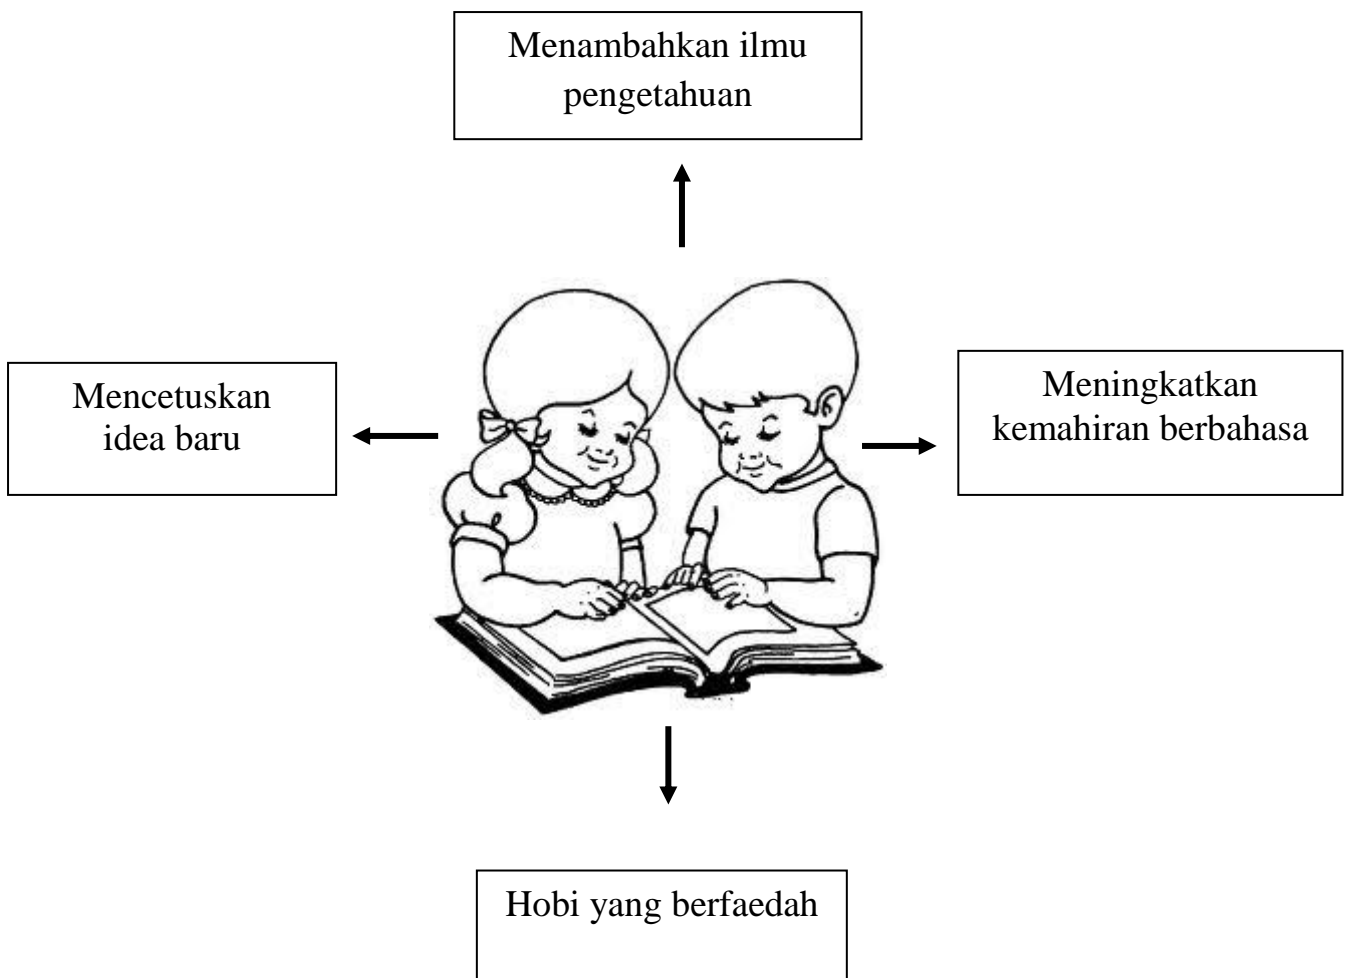 Menambahkan ilmu
pengetahuan
Mencetuskan
idea baru
Meningkatkan
kemahiran berbahasa
Hobi yang berfaedah